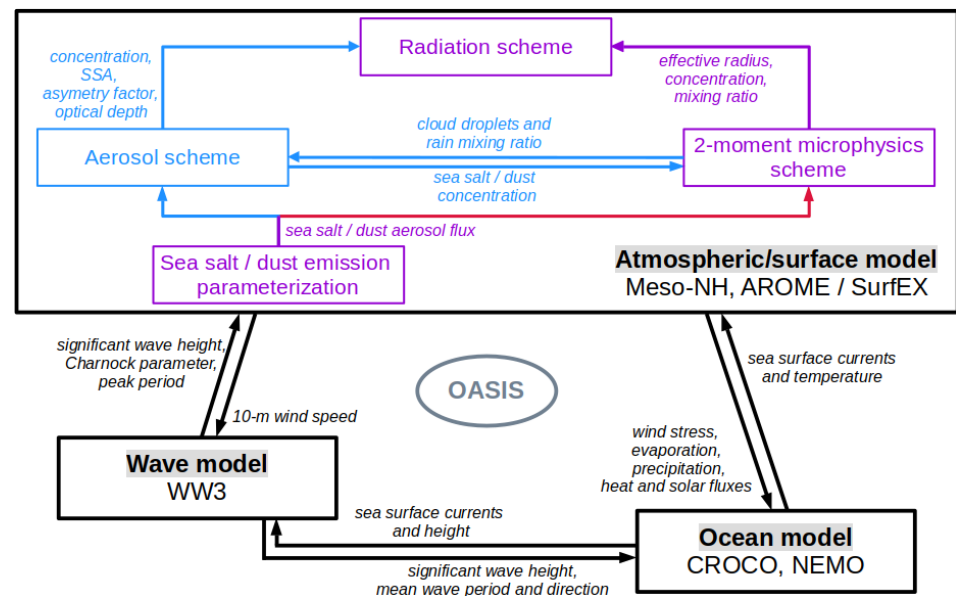 Radiation scheme
concentration,
SSA,
asymetry factor,
optical depth
effective radius,
concentration,
mixing ratio
Aerosol scheme
cloud droplets and
rain mixing ratio
sea salt / dust
concentration
2-moment microphysics
scheme
sea salt / dust aerosol flux
Sea salt / dust emission
parameterization
Atmospheric/surface model
Meso-NH, AROME / SurfEX
significant wave height,
Charnock parameter,
peak period
10-m wind speed
OASIS
sea surface currents
and temperature
wind stress,
evaporation,
precipitation,
heat and solar fluxes
Wave model
WW3
sea surface currents
and height
significant wave height,
mean wave period and direction
Ocean model
CROCO, NEMO